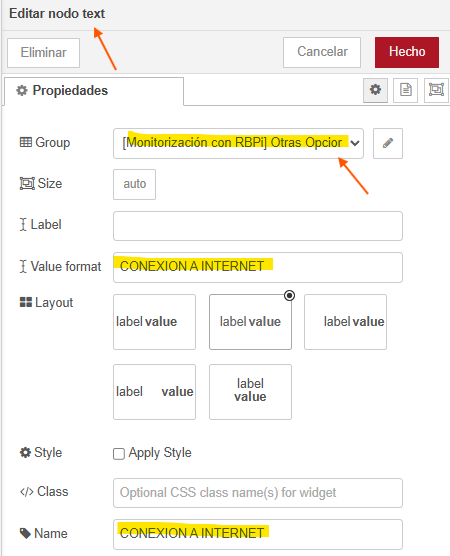 Editar nodo text
Eliminar Cancelar Hecho
Propiedades
Group [Monitorización con RBPi] Otras Opcior
Size auto
Label
Value format CONEXION A INTERNET
Layout
label value label value label value
label value label
value
Style Apply Style
</> Class Optional CSS class name(s) for widget
Name CONEXION A INTERNET